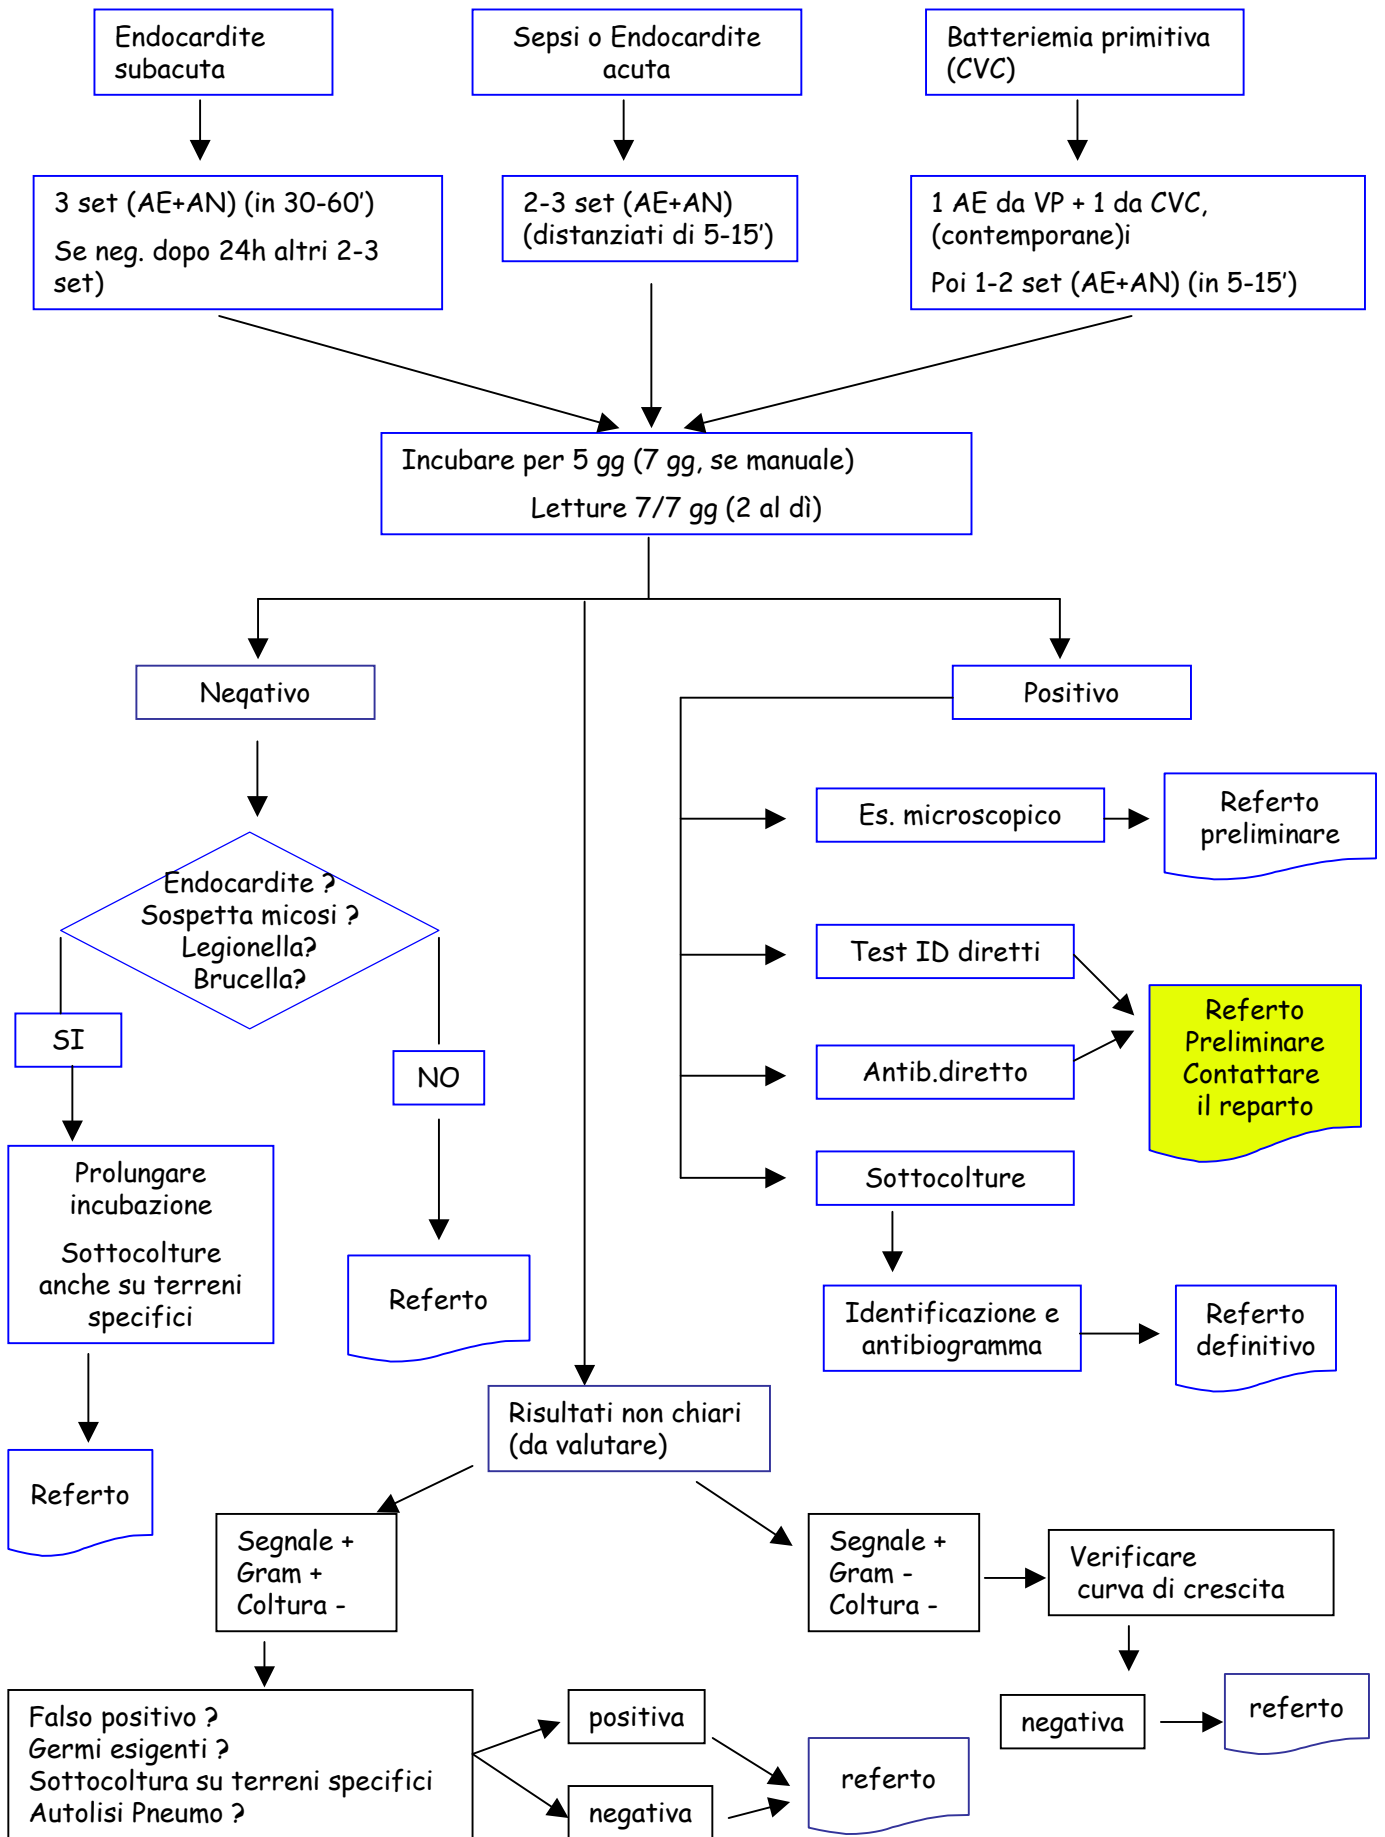 Endocardite
subacuta
Sepsi o Endocardite
acuta
Batteriemia primitiva
(CVC)
3 set (AE+AN) (in 30-60’)
Se neg. dopo 24h altri 2-3
set)
2-3 set (AE+AN)
(distanziati di 5-15’)
1 AE da VP + 1 da CVC,
(contemporane)i
Poi 1-2 set (AE+AN) (in 5-15’)
Incubare per 5 gg (7 gg, se manuale)
Letture 7/7 gg (2 al dì)
Negativo
Positivo
Es. microscopico
Referto
preliminare
Endocardite ?
Sospetta micosi ?
Legionella?
Brucella?
Test ID diretti
Antib.diretto
Referto
Preliminare
Contattare
il reparto
SI
NO
Sottocolture
Prolungare
incubazione
Sottocolture
anche su terreni
specifici
Referto
Identificazione e
antibiogramma
Referto
definitivo
Referto
Risultati non chiari
(da valutare)
Segnale +
Gram +
Coltura -
Segnale +
Gram -
Coltura -
Verificare
curva di crescita
Falso positivo ?
Germi esigenti ?
Sottocoltura su terreni specifici
Autolisi Pneumo ?
positiva
negativa
referto
negativa
referto